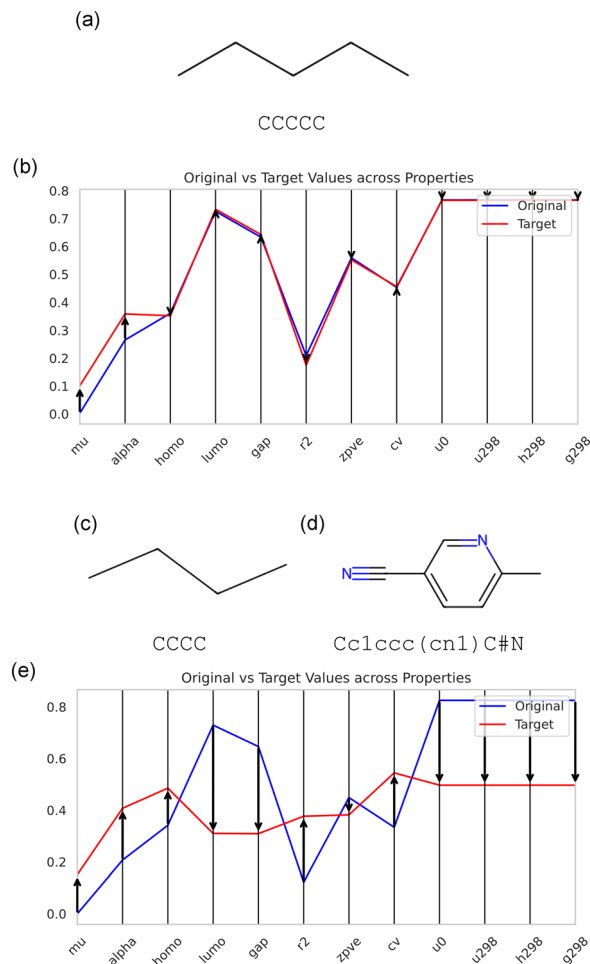 (a)
CCCCC
(b)
Original vs Target Values across Properties
0.8
0.7
0.6
0.5
0.4
0.3
0.2
0.1
0.0
Original
Target
mu
alpha
homo
lumo
gap
r2
zpve
cv
u0
u298
h298
g298
(c)
(d)
N
N
CCCC
Cc1ccc(cn1)C#N
(e)
Original vs Target Values across Properties
0.8
0.6
0.4
0.2
0.0
Original
Target
mu
alpha
homo
lumo
gap
r2
zpve
cv
u0
u298
h298
g298